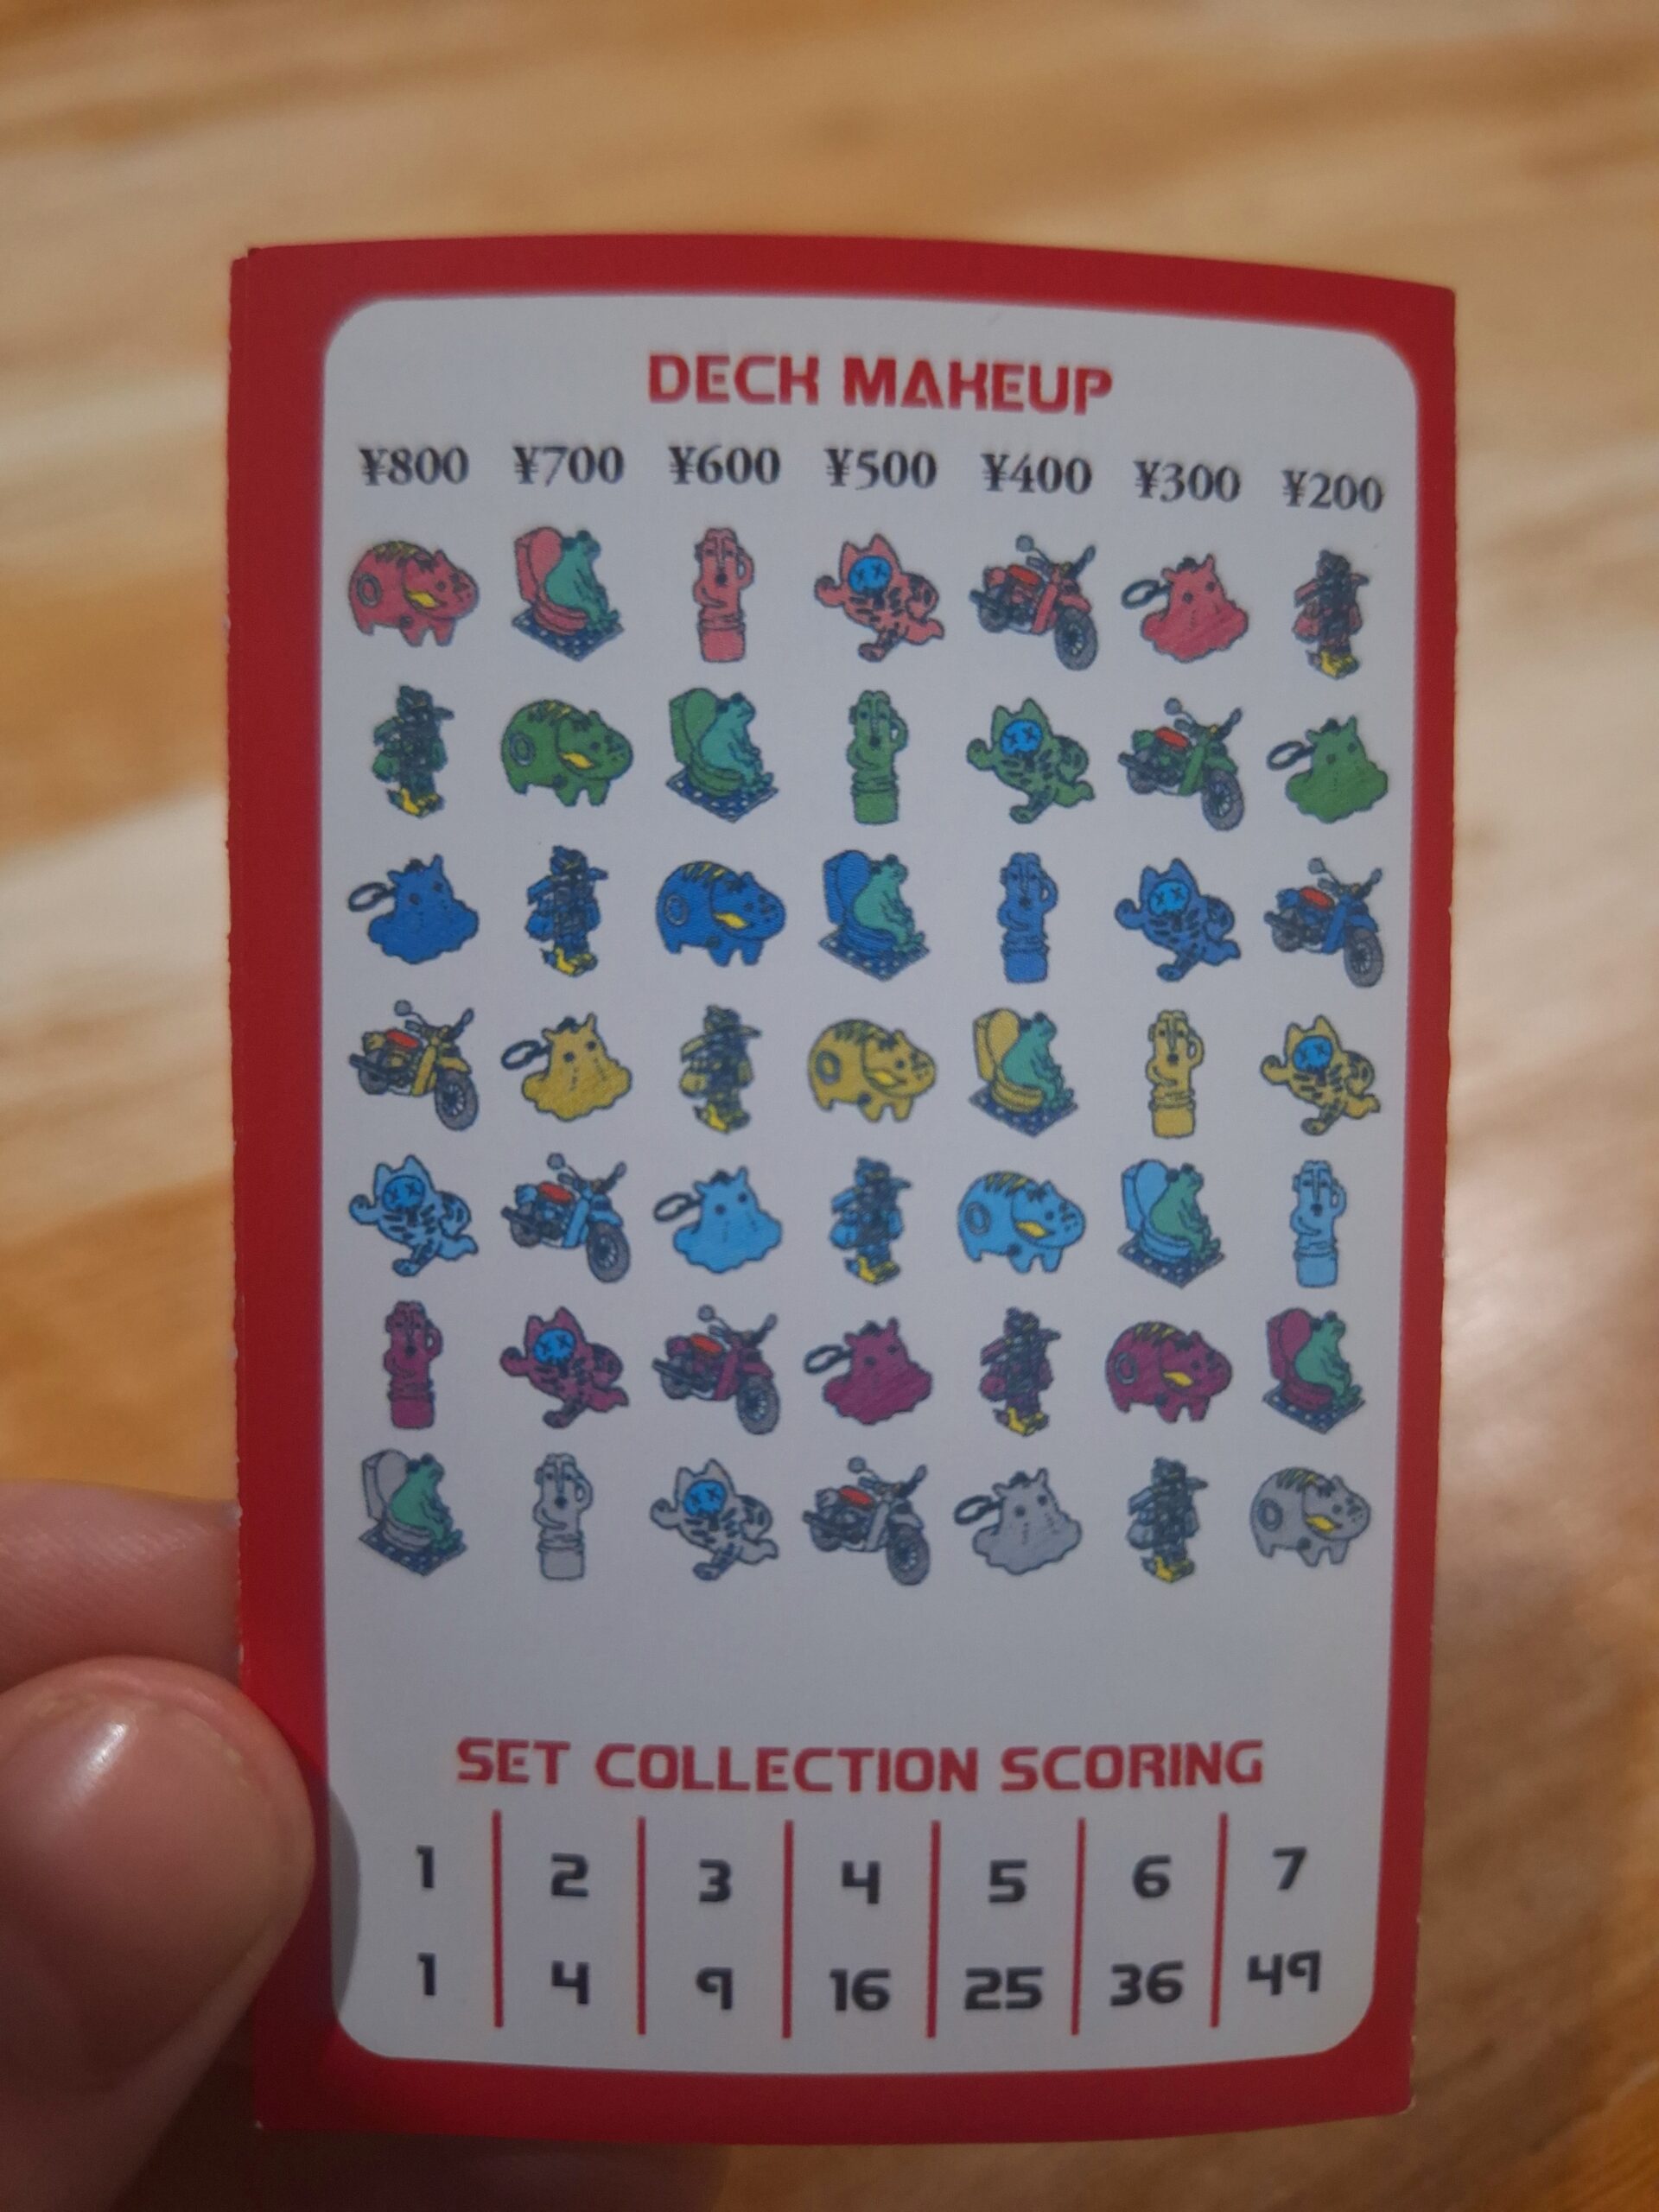 DECK MAKEUP
¥800 ¥700 ¥600 ¥500 ¥400 ¥300 ¥200
SET COLLECTION SCORING
1 2 3 4 5 6 7
1 4 9 16 25 36 49